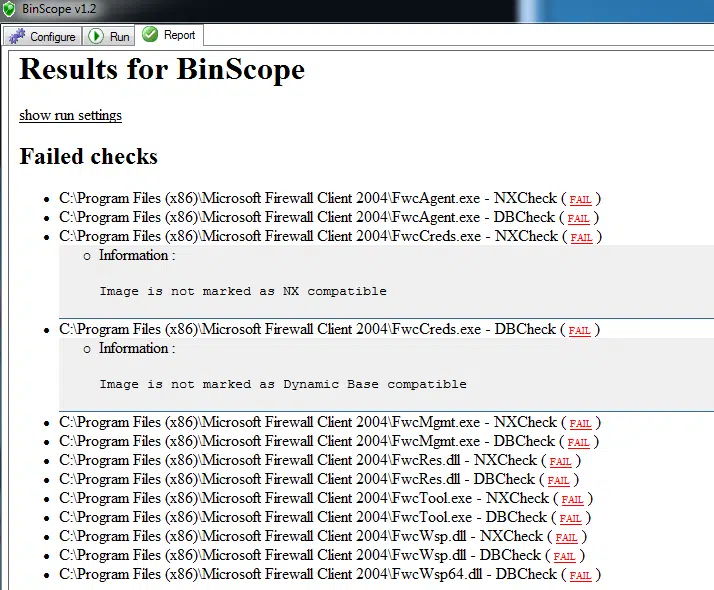 BinScope v1.2
Configure Run Report
Results for BinScope
show run settings
Failed checks
C:\Program Files (x86)\Microsoft Firewall Client 2004\FwcAgent.exe - NXCheck ( FAIL )
C:\Program Files (x86)\Microsoft Firewall Client 2004\FwcAgent.exe - DBCheck ( FAIL )
C:\Program Files (x86)\Microsoft Firewall Client 2004\FwcCreds.exe - NXCheck ( FAIL )
Information :
Image is not marked as NX compatible
C:\Program Files (x86)\Microsoft Firewall Client 2004\FwcCreds.exe - DBCheck ( FAIL )
Information :
Image is not marked as Dynamic Base compatible
C:\Program Files (x86)\Microsoft Firewall Client 2004\FwcMgmt.exe - NXCheck ( FAIL )
C:\Program Files (x86)\Microsoft Firewall Client 2004\FwcMgmt.exe - DBCheck ( FAIL )
C:\Program Files (x86)\Microsoft Firewall Client 2004\FwcRes.dll - NXCheck ( FAIL )
C:\Program Files (x86)\Microsoft Firewall Client 2004\FwcRes.dll - DBCheck ( FAIL )
C:\Program Files (x86)\Microsoft Firewall Client 2004\FwcTool.exe - NXCheck ( FAIL )
C:\Program Files (x86)\Microsoft Firewall Client 2004\FwcTool.exe - DBCheck ( FAIL )
C:\Program Files (x86)\Microsoft Firewall Client 2004\FwcWsp.dll - NXCheck ( FAIL )
C:\Program Files (x86)\Microsoft Firewall Client 2004\FwcWsp.dll - DBCheck ( FAIL )
C:\Program Files (x86)\Microsoft Firewall Client 2004\FwcWsp64.dll - DBCheck ( FAIL )